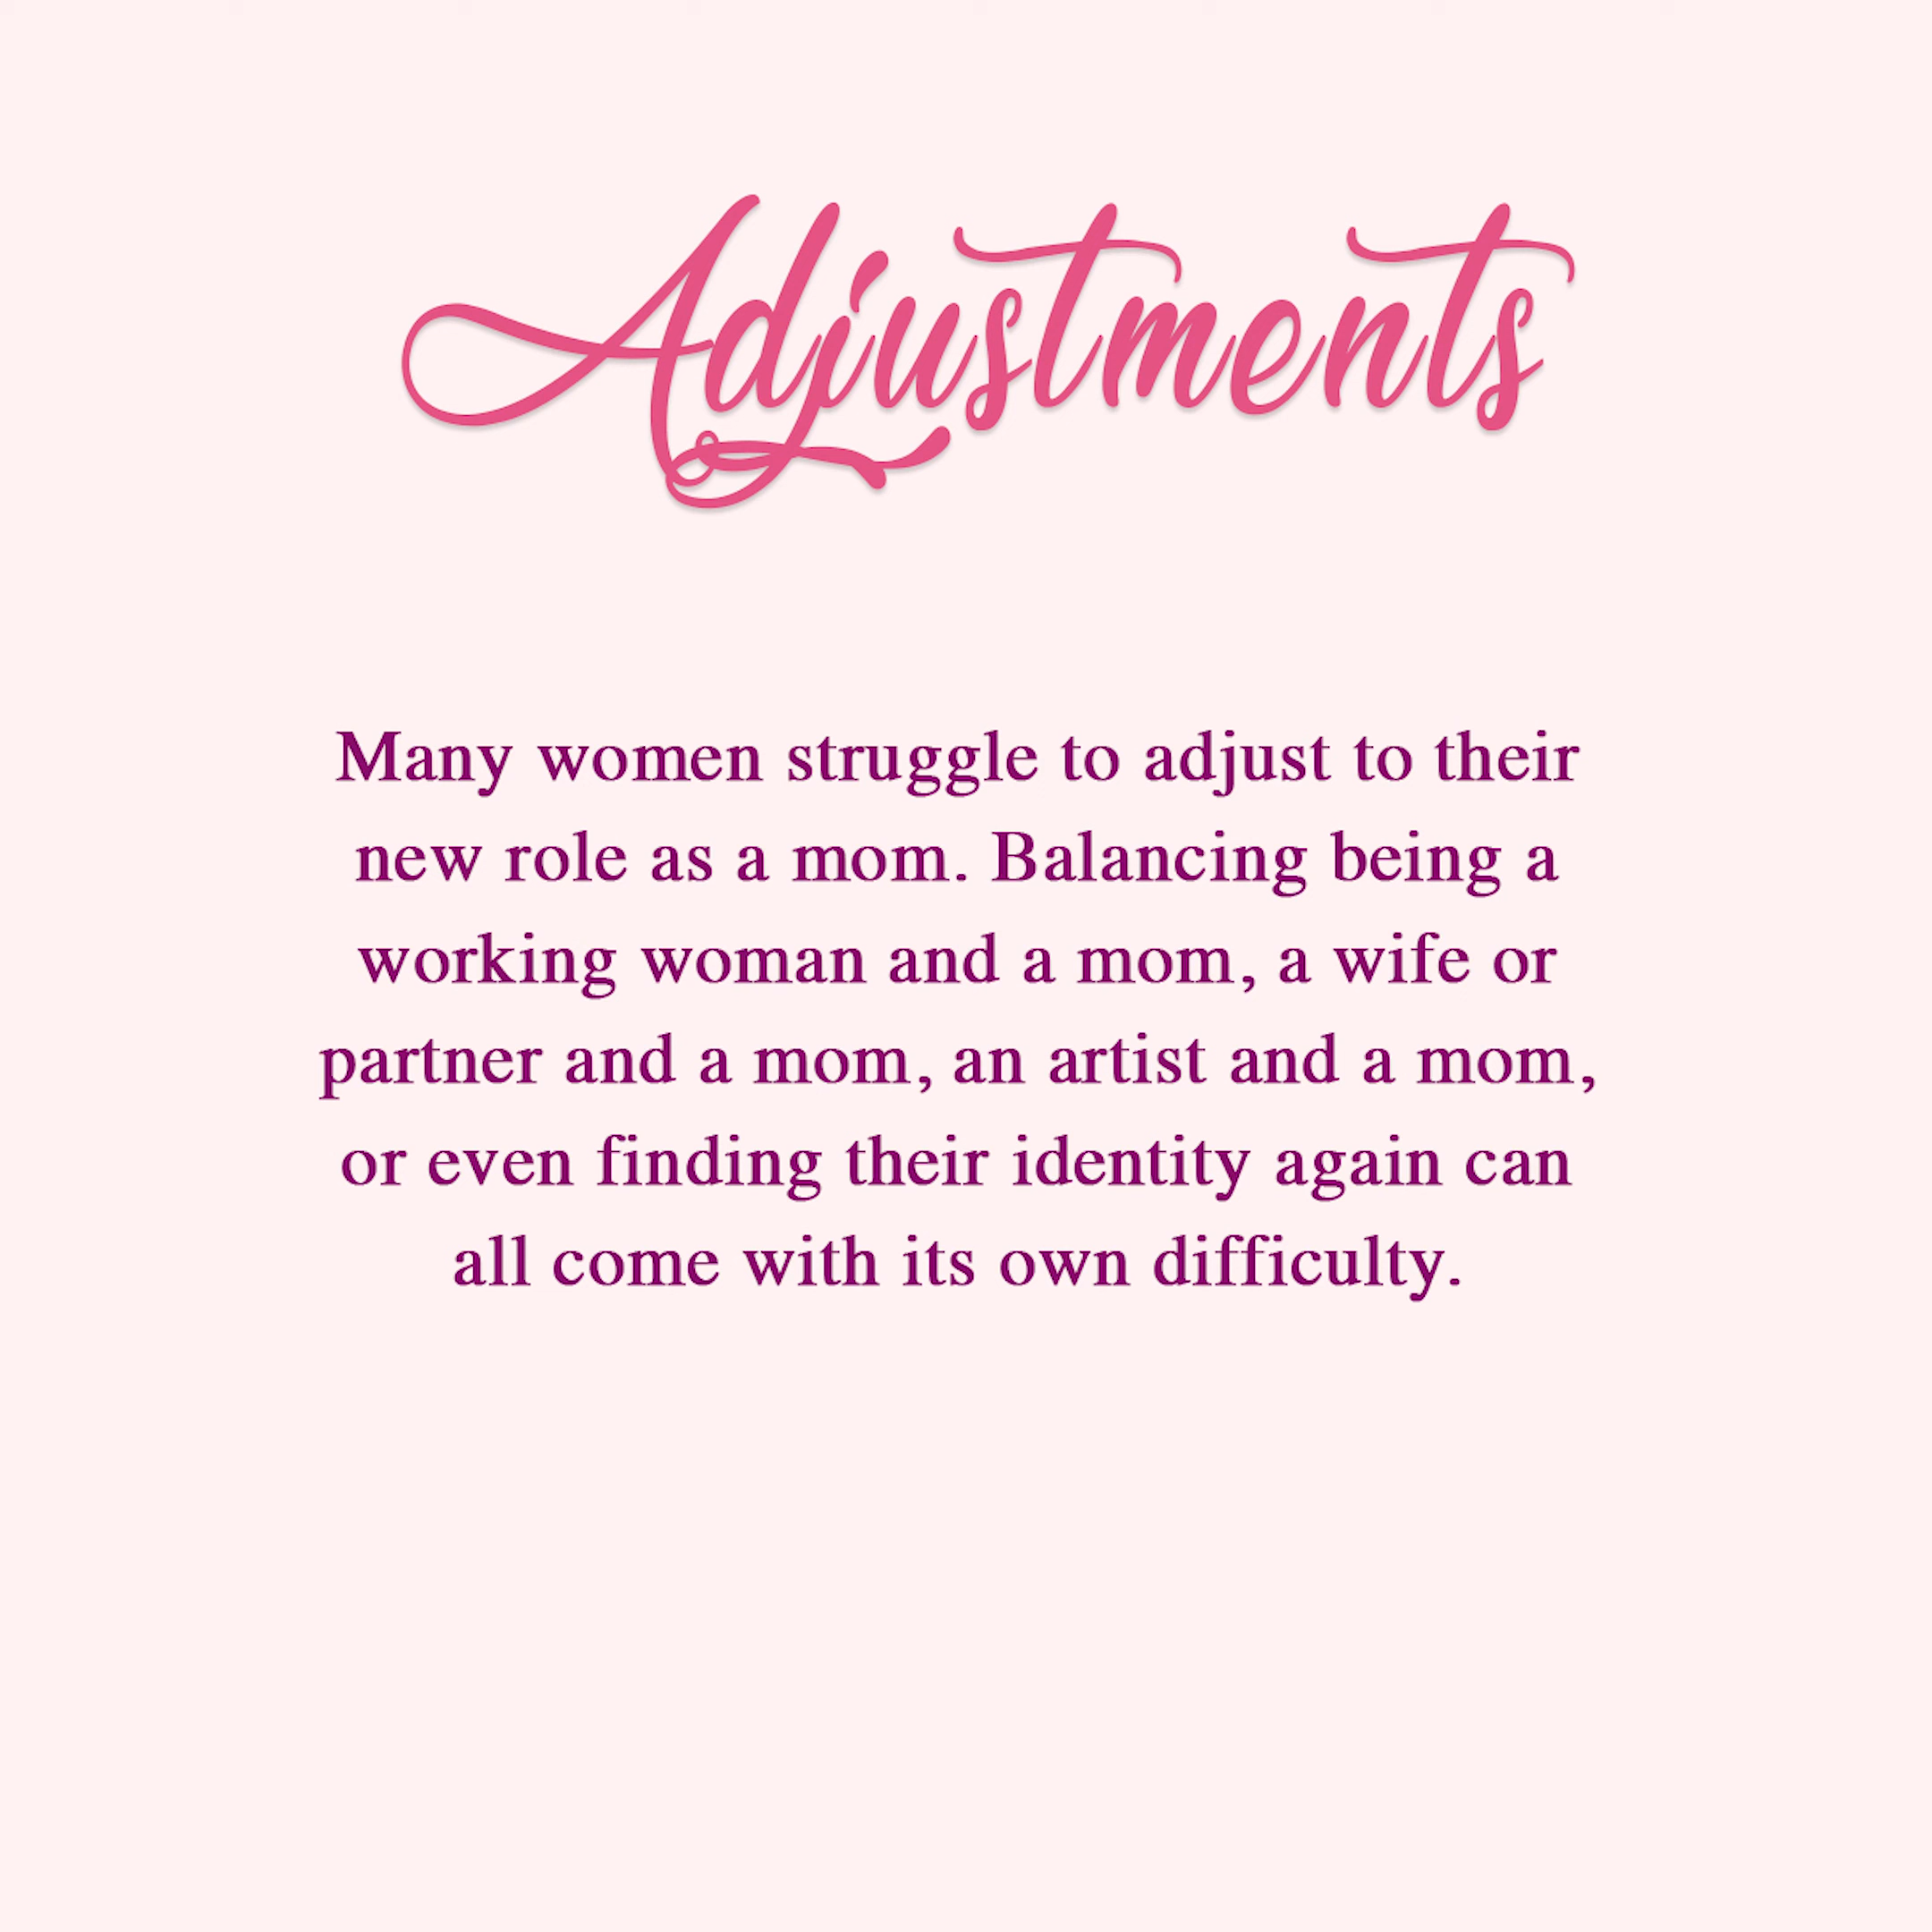 Adjustments
Many women struggle to adjust to their
new role as a mom. Balancing being a
working woman and a mom, a wife or
partner and a mom, an artist and a mom,
or even finding their identity again can
all come with its own difficulty.